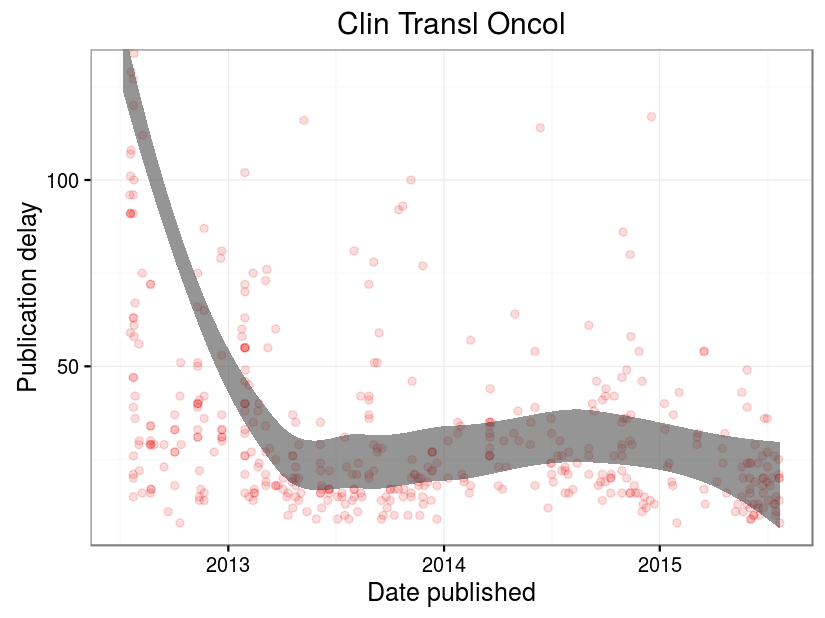 Clin Transl Oncol
Publication delay
100
50
2013
2014
2015
Date published